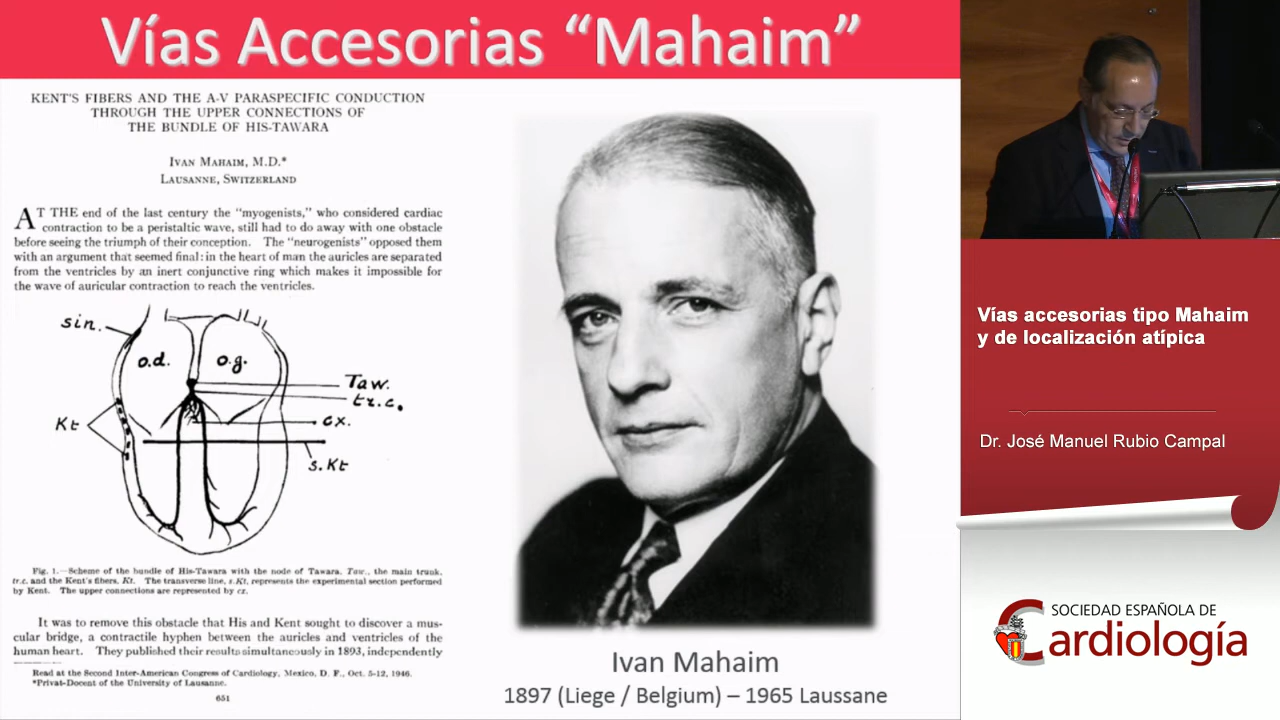 Vías Accesorias “Mahaim”
KENT'S FIBERS AND THE A-V PARASPECIFIC CONDUCTION
THROUGH THE UPPER CONNECTIONS OF
THE BUNDLE OF HIS-TAWARA
IVAN MAHAIM, M.D.*
LAUSANNE, SWITZERLAND
AT THE end of the last century the “myogenists,” who considered cardiac
contraction to be a peristaltic wave, still had to do away with one obstacle
before seeing the triumph of their conception. The “neurogenists” opposed them
with an argument that seemed final: in the heart of man the auricles are separated
from the ventricles by an inert conjunctive ring which makes it impossible for
the wave of auricular contraction to reach the ventricles.
sin.
o.d.
o.g.
Taw.
tr.c.
Kt
cx.
s.Kt
Fig. 1.—Scheme of the bundle of His-Tawara with the node of Tawara, Taw., the main trunk,
tr.c. and the Kent's fibers, Kt. The transverse line, s.Kt, represents the experimental section performed
by Kent. The upper connections are represented by cx.
It was to remove this obstacle that His and Kent sought to discover a mus-
cular bridge, a contractile hyphen between the auricles and ventricles of the
human heart. They published their results simultaneously in 1893, independently
Read at the Second Inter-American Congress of Cardiology, Mexico, D. F., Oct. 5-12, 1946.
*Privat-Docent of the University of Lausanne.
651
Ivan Mahaim
1897 (Liege / Belgium) – 1965 Laussane
Vías accesorias tipo Mahaim
y de localización atípica
Dr. José Manuel Rubio Campal
SOCIEDAD ESPAÑOLA DE
Cardiología